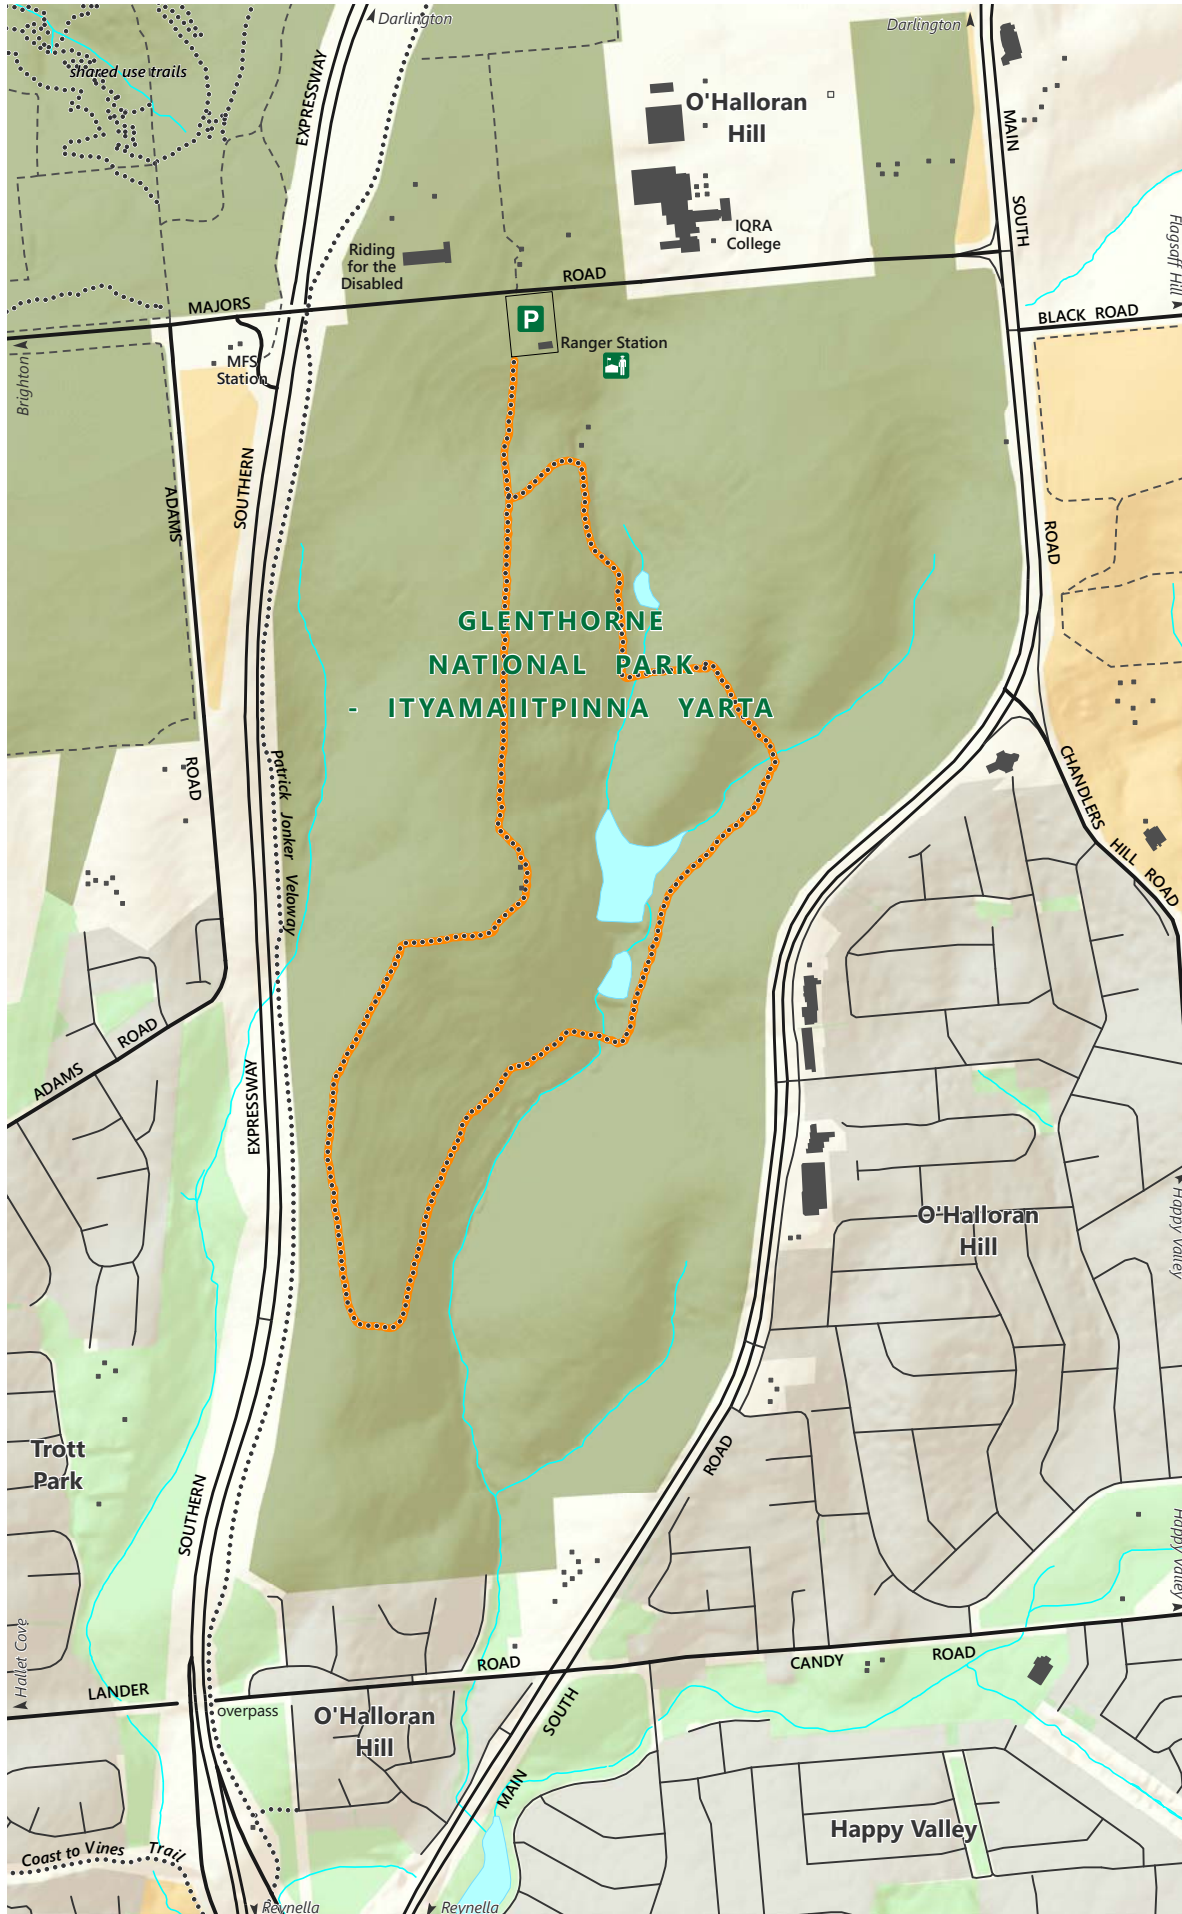 Darlington
Darlington
shared use trails
EXPRESSWAY
O'Halloran
Hill
MAIN
SOUTH
IQRA
College
Flagsaff Hill
Riding
for the
Disabled
ROAD
MAJORS
BLACK ROAD
P
Ranger Station
MFS
Station
Brighton
SOUTHERN
ADAMS
ROAD
GLENTHORNE
NATIONAL PARK
- ITYAMAIITPINNA YARTA
ROAD
Patrick Jonker Veloway
CHANDLERS
HILL ROAD
ADAMS ROAD
EXPRESSWAY
O'Halloran
Hill
Happy Valley
Trott
Park
ROAD
SOUTHERN
Happy Valley
Hallet Cove
ROAD
CANDY
ROAD
LANDER
overpass
O'Halloran
Hill
SOUTH
MAIN
Happy Valley
Coast to Vines Trail
Reynella
Reynella